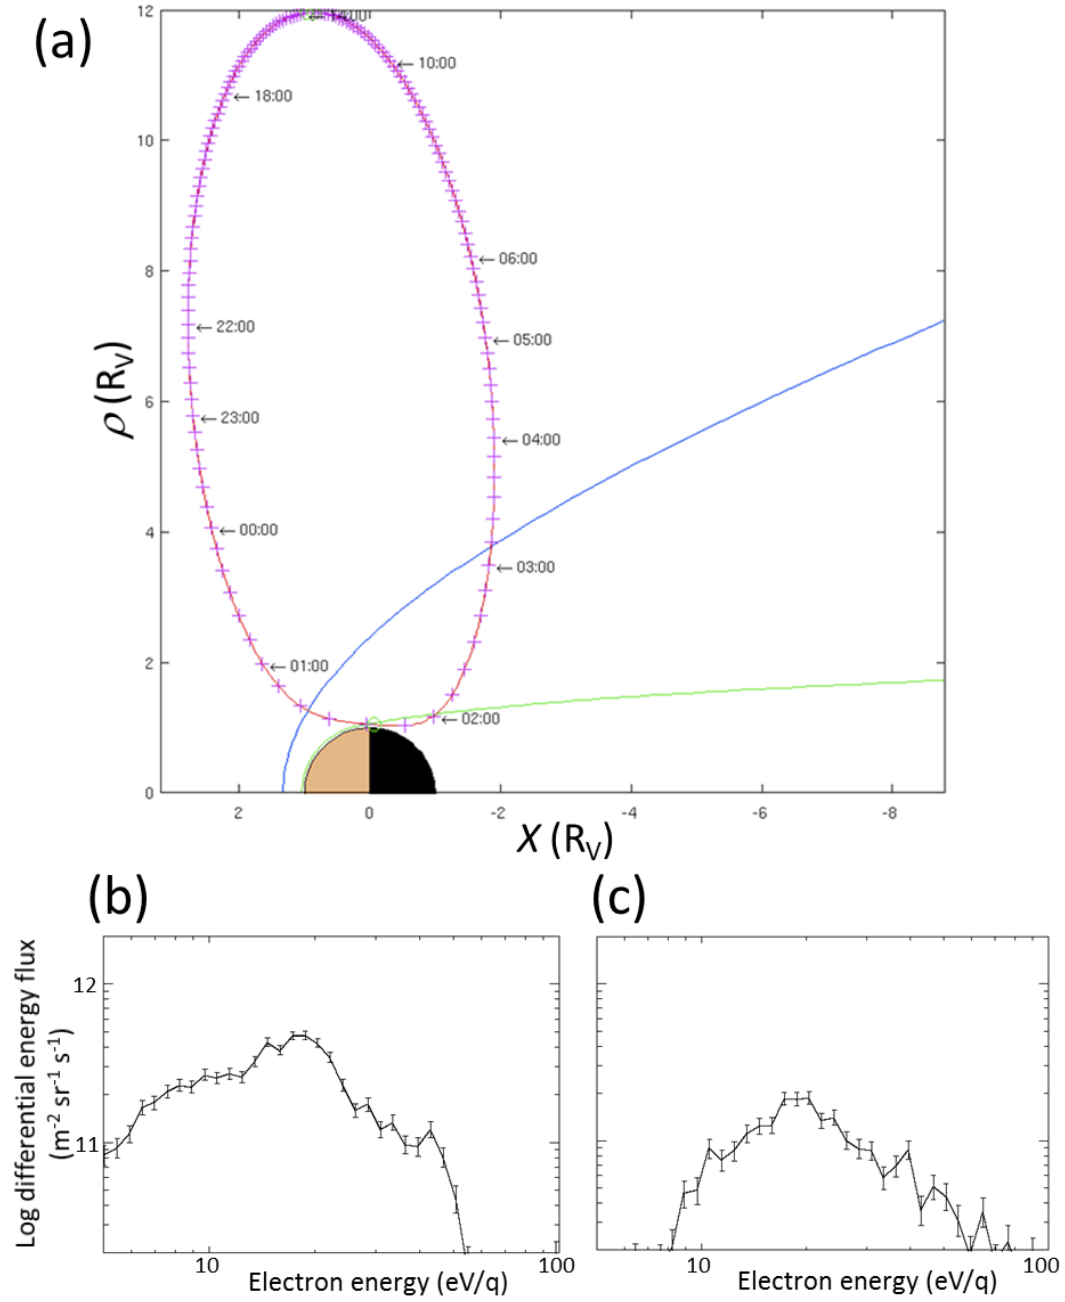 (a)
12
10
8
6
4
2
0
ρ (R_V)
2 0 -2 -4 -6 -8
X (R_V)
← 10:00
← 18:00
← 06:00
← 22:00
← 05:00
← 23:00
← 04:00
← 00:00
← 03:00
← 01:00
← 02:00
(b)
(c)
Log differential energy flux
(m⁻² sr⁻¹ s⁻¹)
12
11
10 100
Electron energy (eV/q)
10 100
Electron energy (eV/q)